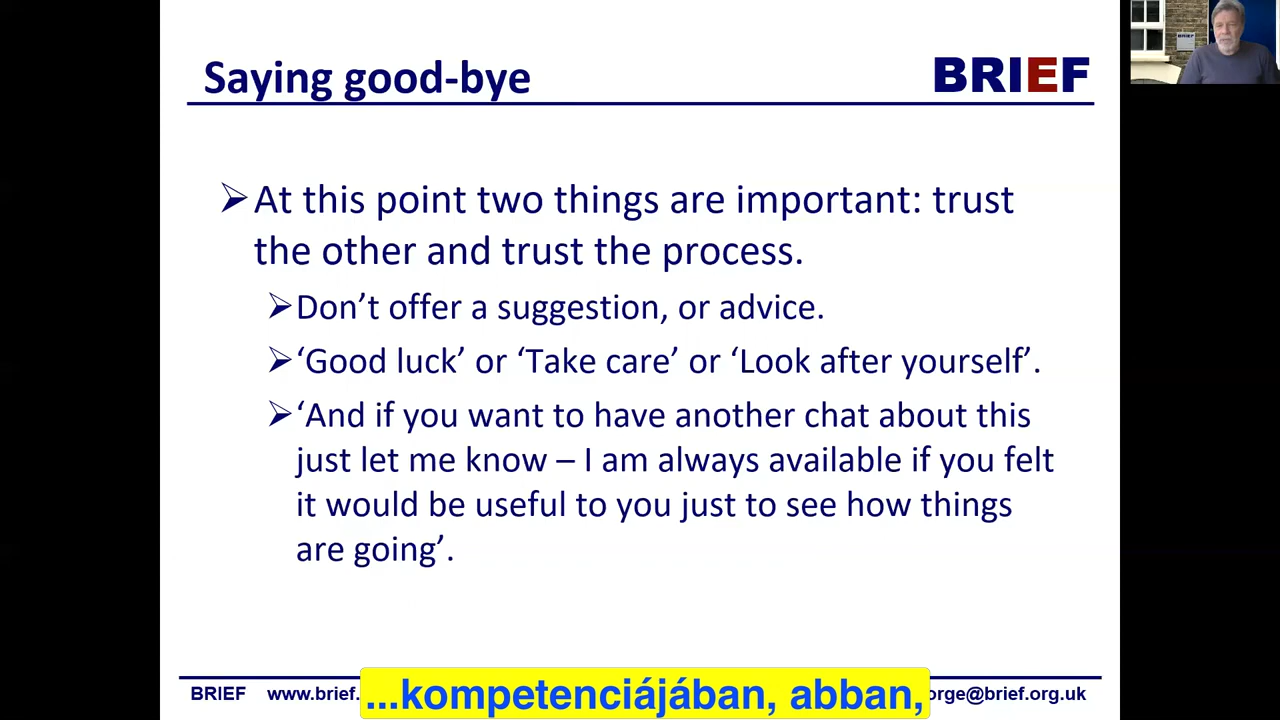 Saying good-bye
BRIEF
➢At this point two things are important: trust
the other and trust the process.
➢Don’t offer a suggestion, or advice.
➢‘Good luck’ or ‘Take care’ or ‘Look after yourself’.
➢‘And if you want to have another chat about this
just let me know – I am always available if you felt
it would be useful to you just to see how things
are going’.
BRIEF www.brief. orge@brief.org.uk
...kompetenciájában, abban,
BRIEF